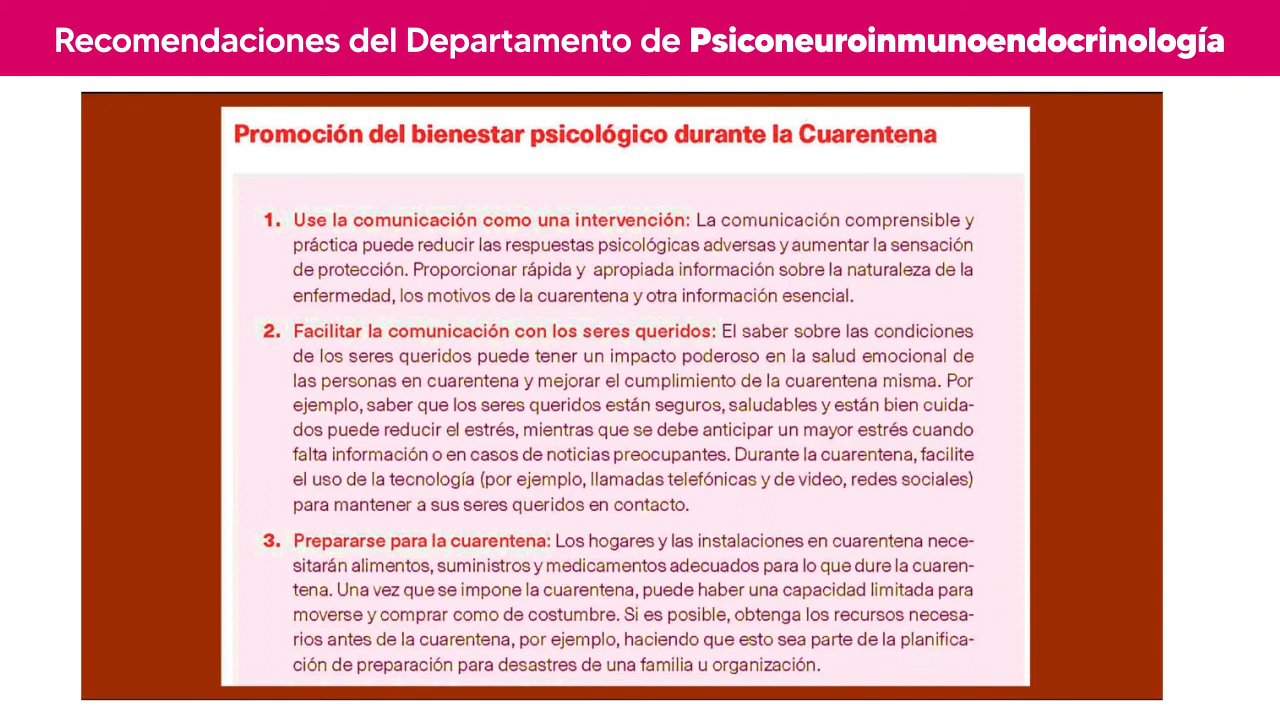 Recomendaciones del Departamento de Psiconeuroinmunoendocrinología
Promoción del bienestar psicológico durante la Cuarentena
1. Use la comunicación como una intervención: La comunicación comprensible y
práctica puede reducir las respuestas psicológicas adversas y aumentar la sensación
de protección. Proporcionar rápida y apropiada información sobre la naturaleza de la
enfermedad, los motivos de la cuarentena y otra información esencial.
2. Facilitar la comunicación con los seres queridos: El saber sobre las condiciones
de los seres queridos puede tener un impacto poderoso en la salud emocional de
las personas en cuarentena y mejorar el cumplimiento de la cuarentena misma. Por
ejemplo, saber que los seres queridos están seguros, saludables y están bien cuida-
dos puede reducir el estrés, mientras que se debe anticipar un mayor estrés cuando
falta información o en casos de noticias preocupantes. Durante la cuarentena, facilite
el uso de la tecnología (por ejemplo, llamadas telefónicas y de video, redes sociales)
para mantener a sus seres queridos en contacto.
3. Prepararse para la cuarentena: Los hogares y las instalaciones en cuarentena nece-
sitarán alimentos, suministros y medicamentos adecuados para lo que dure la cuaren-
tena. Una vez que se impone la cuarentena, puede haber una capacidad limitada para
moverse y comprar como de costumbre. Si es posible, obtenga los recursos necesa-
rios antes de la cuarentena, por ejemplo, haciendo que esto sea parte de la planifica-
ción de preparación para desastres de una familia u organización.